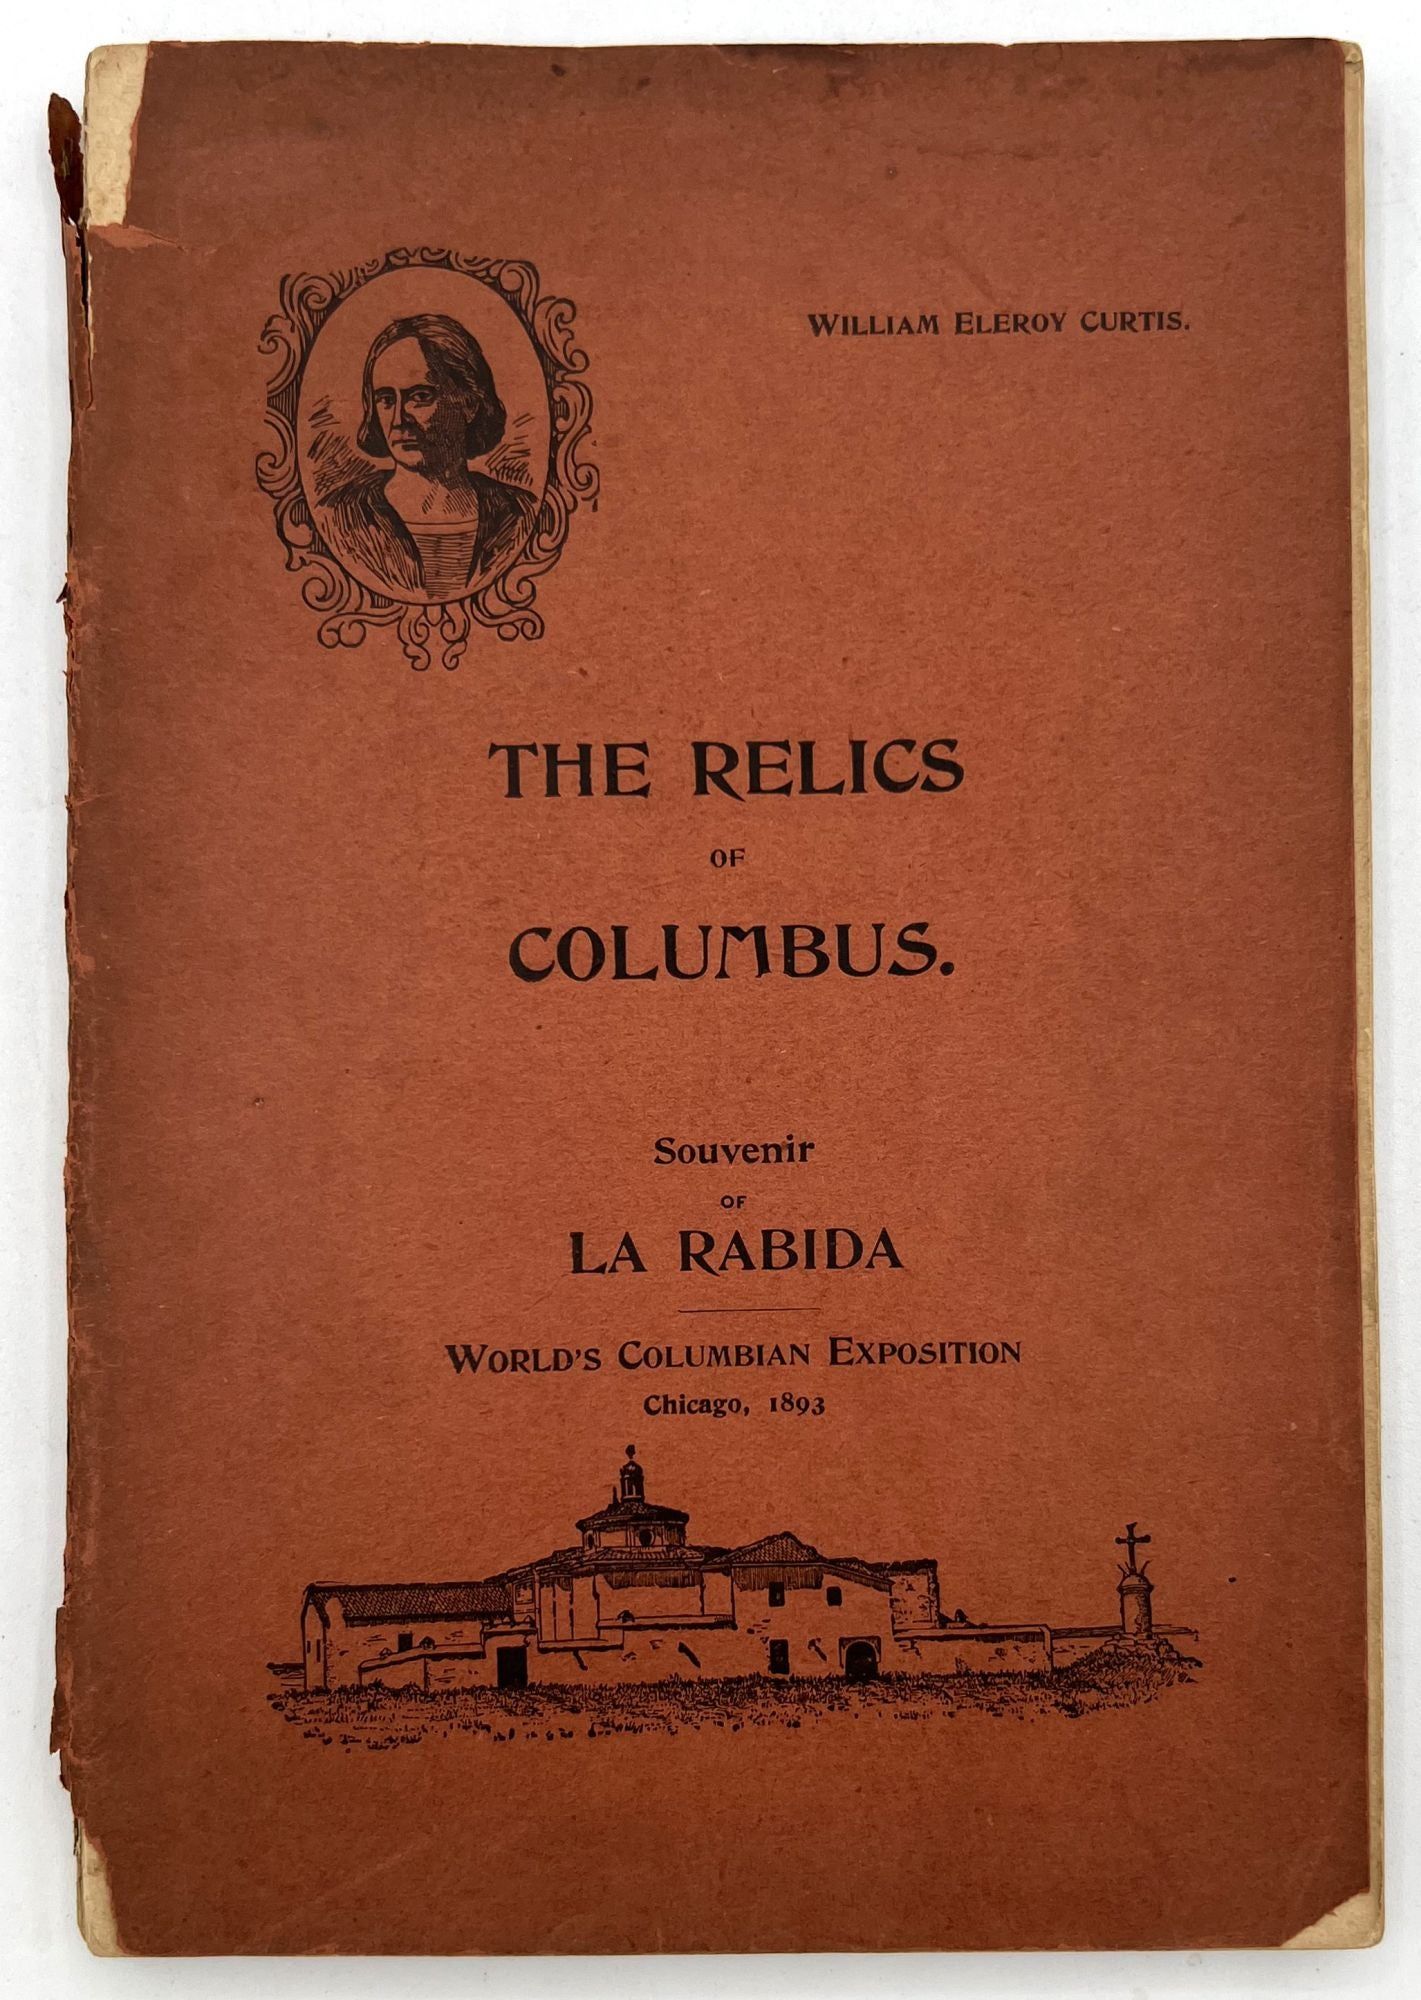 WILLIAM ELEROY CURTIS.
THE RELICS
OF
COLUMBUS.
Souvenir
OF
LA RABIDA
WORLD'S COLUMBIAN EXPOSITION
Chicago, 1893